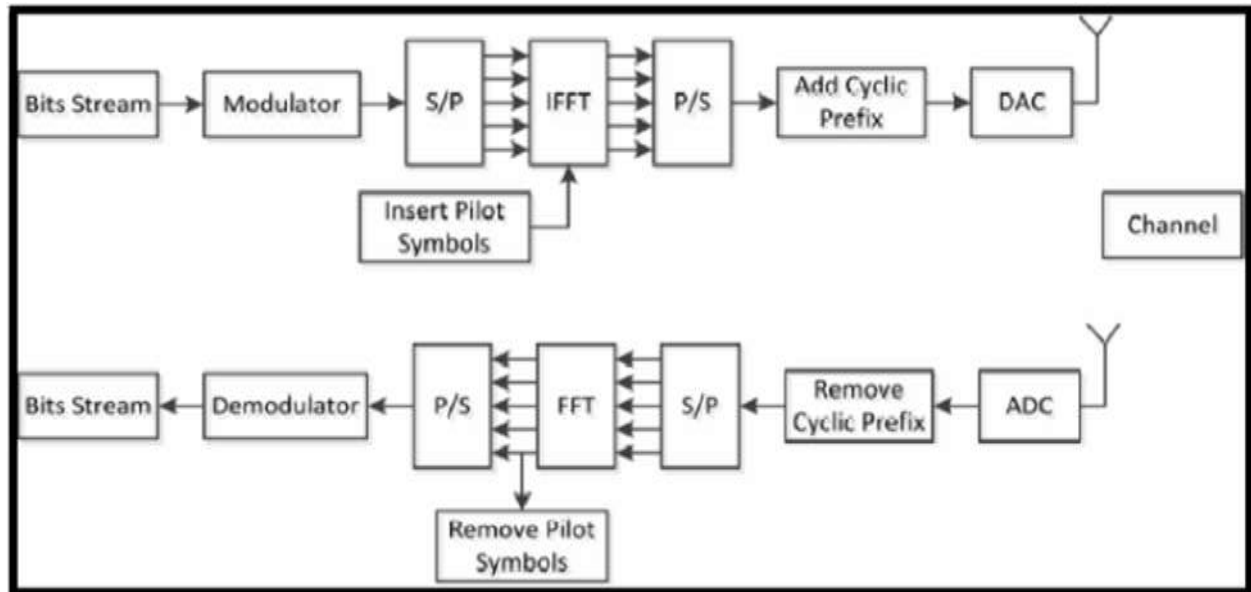 Bits Stream
Modulator
S/P
IFFT
P/S
Add Cyclic
Prefix
DAC
Insert Pilot
Symbols
Channel
Bits Stream
Demodulator
P/S
FFT
S/P
Remove
Cyclic Prefix
ADC
Remove Pilot
Symbols